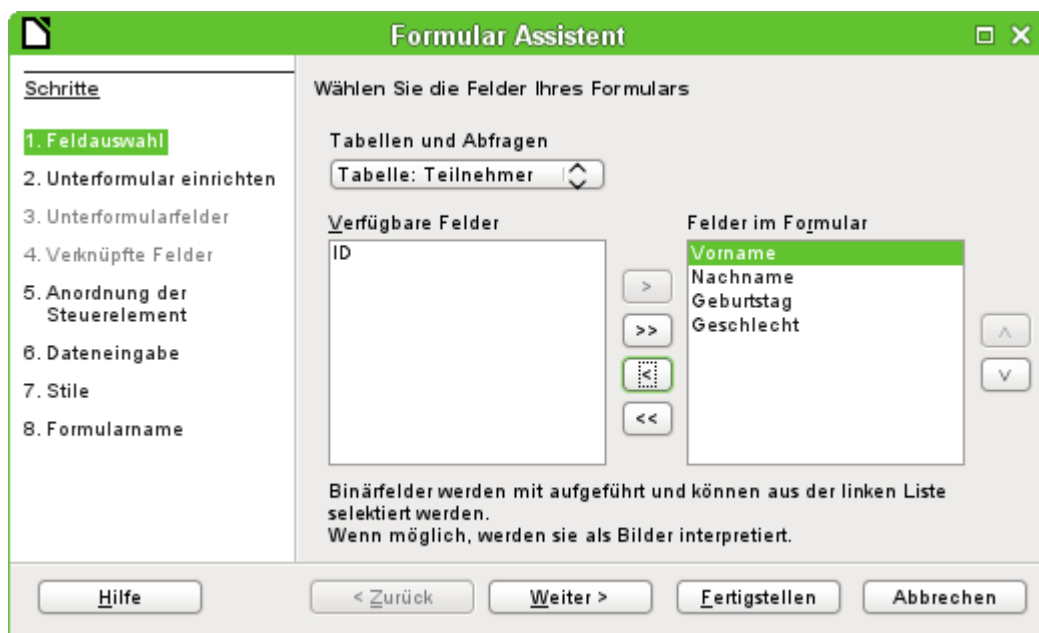 Formular Assistent
Schritte
1. Feldauswahl
2. Unterformular einrichten
3. Unterformularfelder
4. Verknüpfte Felder
5. Anordnung der
Steuerelement
6. Dateneingabe
7. Stile
8. Formularname
Wählen Sie die Felder Ihres Formulars
Tabellen und Abfragen
Tabelle: Teilnehmer
Verfügbare Felder
ID
>
>>
<
<<
Felder im Formular
Vorname
Nachname
Geburtstag
Geschlecht
Binärfelder werden mit aufgeführt und können aus der linken Liste
selektiert werden.
Wenn möglich, werden sie als Bilder interpretiert.
Hilfe
< Zurück
Weiter >
Fertigstellen
Abbrechen